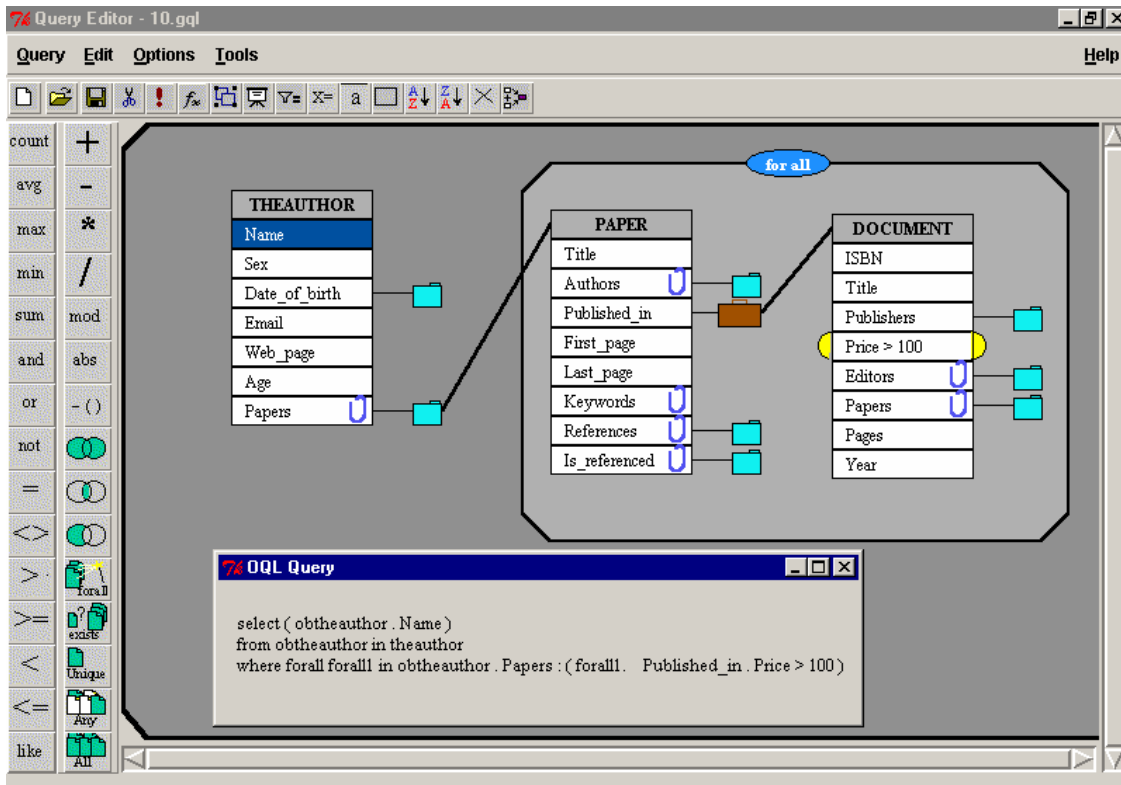 Query Editor - 10.gql
Query Edit Options Tools Help
fx X= a A Z Z A
count +
avg -
max *
min /
sum mod
and abs
or - ()
not
=
<>
> forall
>= exists
< Unique
<= Any
like All
for all
THEAUTHOR
Name
Sex
Date_of_birth
Email
Web_page
Age
Papers
PAPER
Title
Authors
Published_in
First_page
Last_page
Keywords
References
Is_referenced
DOCUMENT
ISBN
Title
Publishers
Price > 100
Editors
Papers
Pages
Year
OQL Query
select ( obtheauthor . Name )
from obtheauthor in theauthor
where forall forall1 in obtheauthor . Papers : ( forall1 . Published_in . Price > 100 )